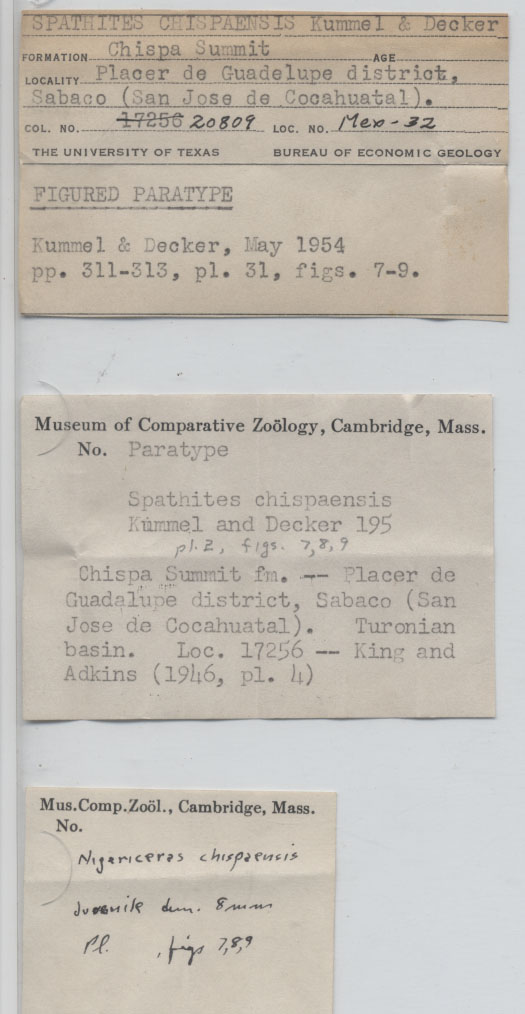 SPATHITES CHISPAENSIS Kummel & Decker
FORMATION Chispa Summit AGE
LOCALITY Placer de Guadelupe district,
Sabaco (San Jose de Cocahuatal).
COL. NO. 17256 20809 LOC. NO. Mex-32
THE UNIVERSITY OF TEXAS BUREAU OF ECONOMIC GEOLOGY
FIGURED PARATYPE
Kummel & Decker, May 1954
pp. 311-313, pl. 31, figs. 7-9.
Museum of Comparative Zoölogy, Cambridge, Mass.
No. Paratype
Spathites chispaensis
Kummel and Decker 195
pl. 2, figs. 7,8,9
Chispa Summit fm. -- Placer de
Guadalupe district, Sabaco (San
Jose de Cocahuatal). Turonian
basin. Loc. 17256 -- King and
Adkins (1946, pl. 4)
Mus.Comp.Zoöl., Cambridge, Mass.
No.
Nigericeras chispaensis
Juvenile 8mm
Pl. , figs 7,8,9